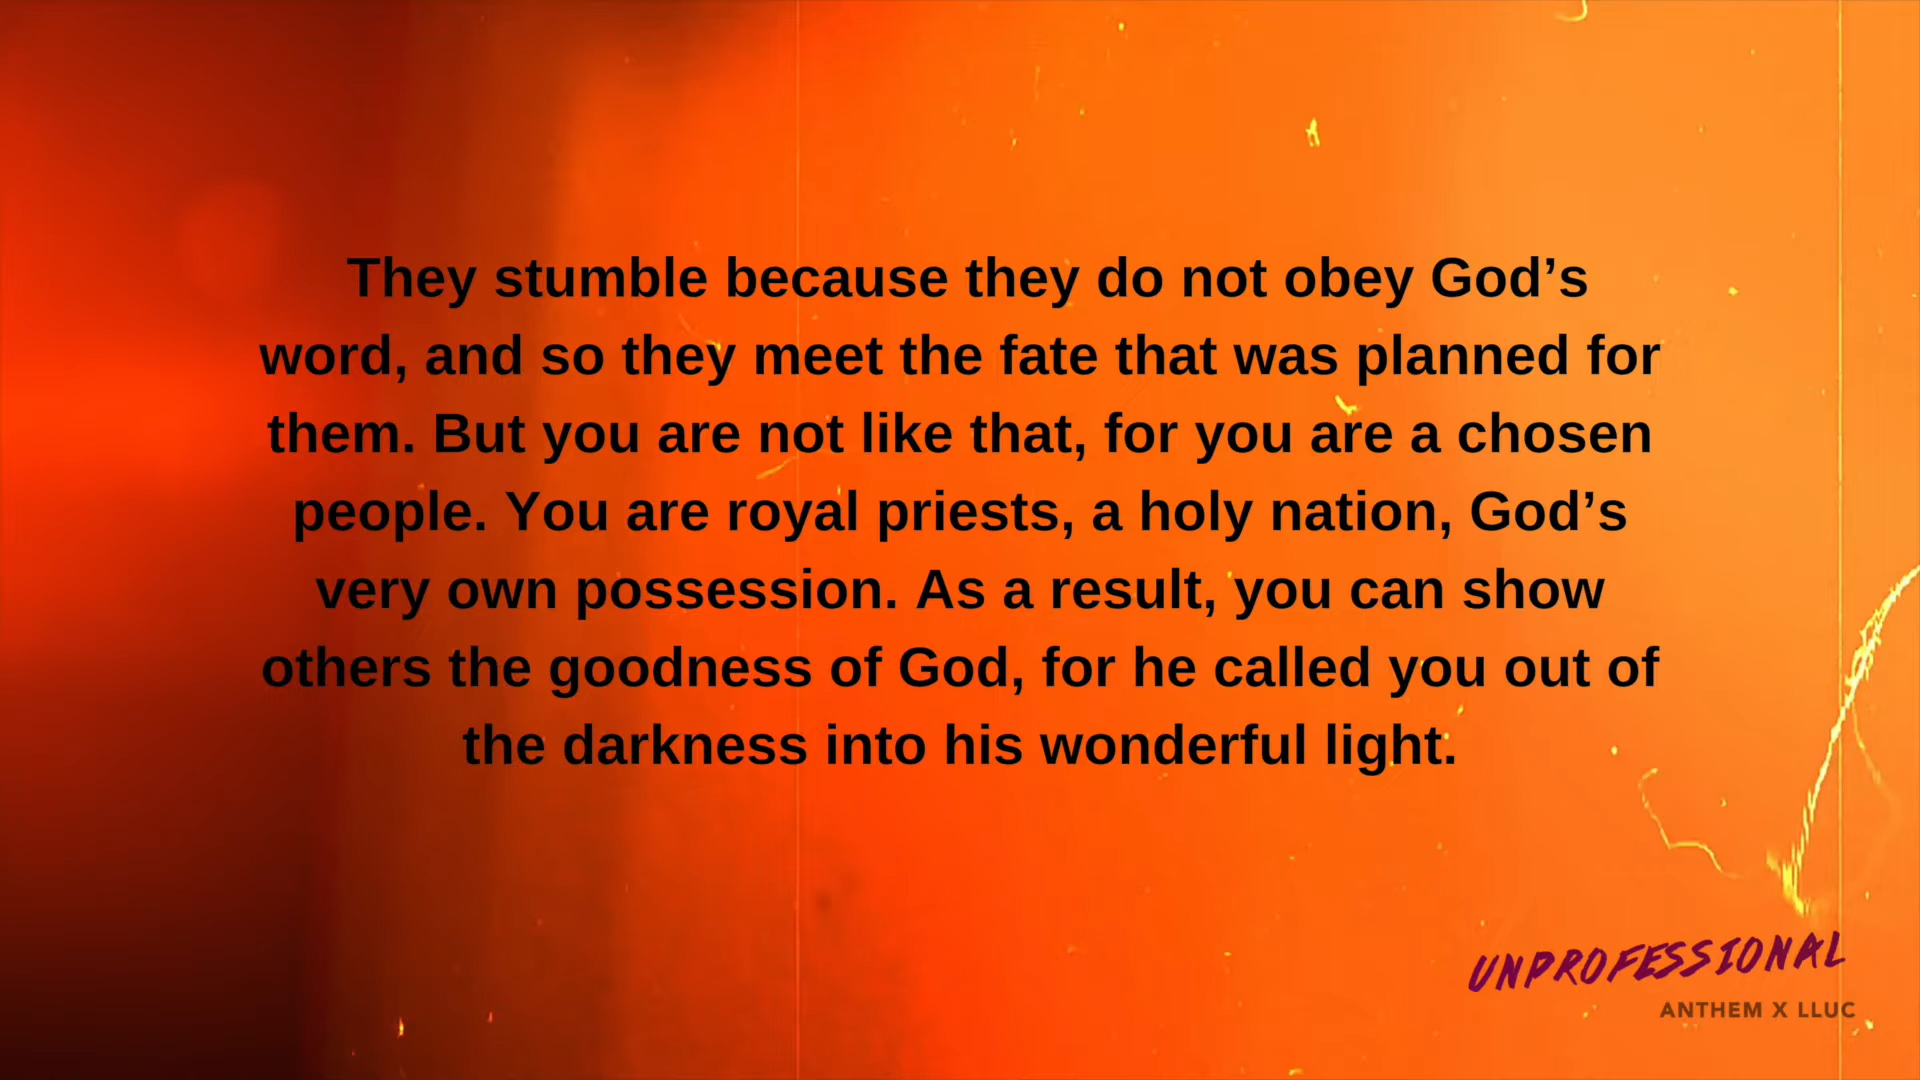 They stumble because they do not obey God’s
word, and so they meet the fate that was planned for
them. But you are not like that, for you are a chosen
people. You are royal priests, a holy nation, God’s
very own possession. As a result, you can show
others the goodness of God, for he called you out of
the darkness into his wonderful light.
UNPROFESSIONAL
ANTHEM X LLUC